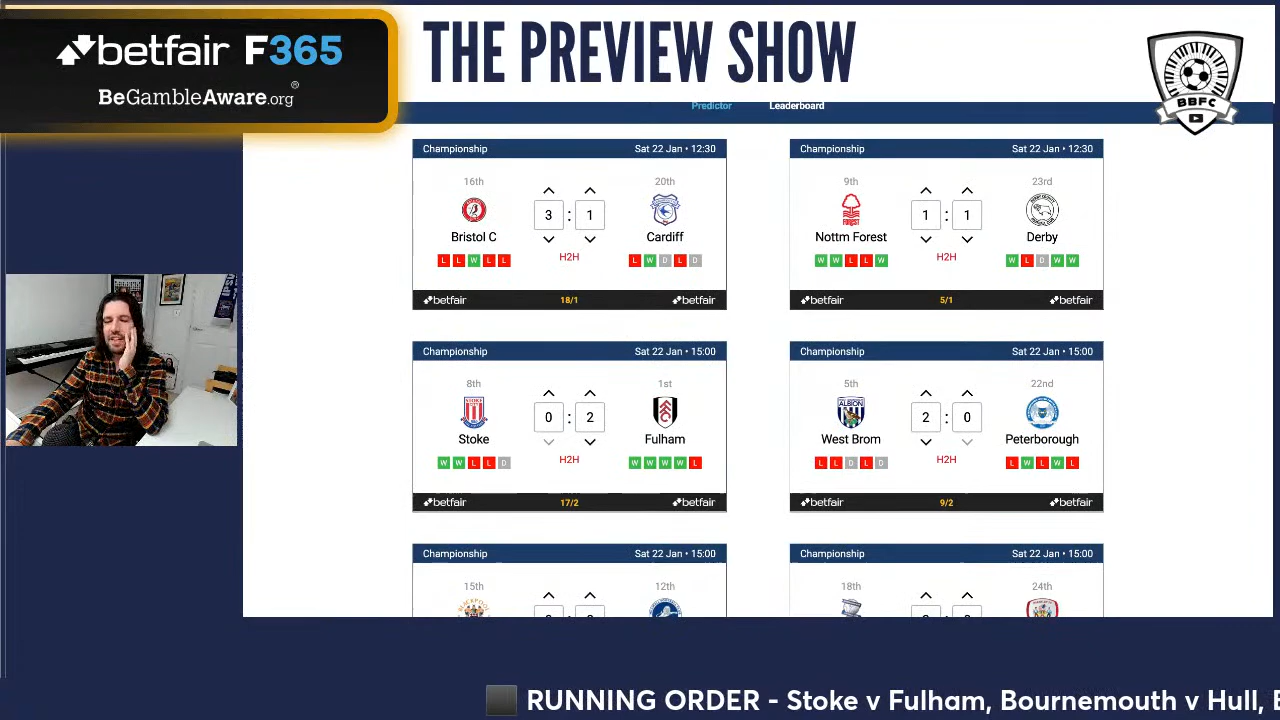 betfair F365
BeGambleAware.org®
THE PREVIEW SHOW
BBFC
Predictor Leaderboard
Championship Sat 22 Jan • 12:30
16th 20th
3 : 1
Bristol C Cardiff
L L W L L H2H L W D L D
betfair 18/1 betfair
Championship Sat 22 Jan • 12:30
9th 23rd
1 : 1
Nottm Forest Derby
W W L L W H2H W L D W W
betfair 5/1 betfair
Championship Sat 22 Jan • 15:00
8th 1st
0 : 2
Stoke Fulham
W W L L D H2H W W W W L
betfair 17/2 betfair
Championship Sat 22 Jan • 15:00
5th 22nd
ALBION
2 : 0
West Brom Peterborough
L L D L D H2H L W L W L
betfair 9/2 betfair
Championship Sat 22 Jan • 15:00
15th 12th
BLACKPOOL
Championship Sat 22 Jan • 15:00
18th 24th
RUNNING ORDER - Stoke v Fulham, Bournemouth v Hull,